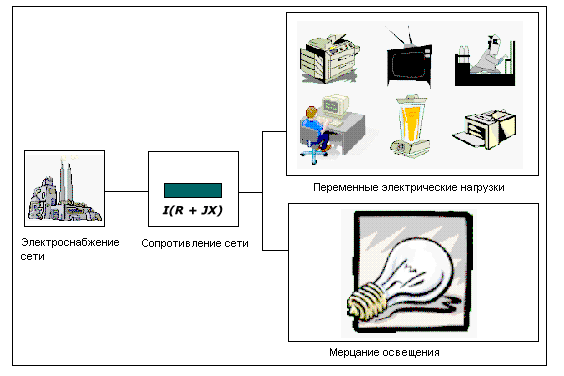 Переменные электрические нагрузки
I(R + JX)
Электроснабжение
сети
Сопротивление сети
Мерцание освещения